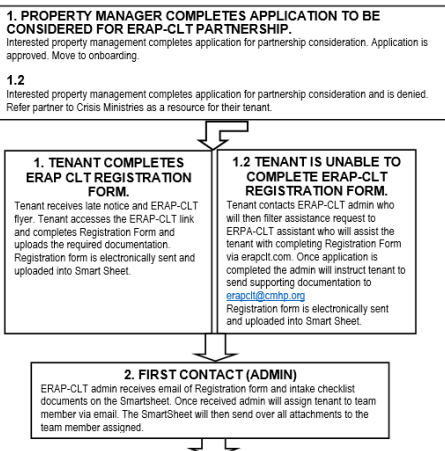 1. PROPERTY MANAGER COMPLETES APPLICATION TO BE
CONSIDERED FOR ERAP-CLT PARTNERSHIP.
Interested property management completes application for partnership consideration. Application is
approved. Move to onboarding.
1.2
Interested property management completes application for partnership consideration and is denied.
Refer partner to Crisis Ministries as a resource for their tenant.
1. TENANT COMPLETES
ERAP CLT REGISTRATION
FORM.
Tenant receives late notice and ERAP-CLT
flyer. Tenant accesses the ERAP-CLT link
and completes Registration Form and
uploads the required documentation.
Registration form is electronically sent and
uploaded into Smart Sheet.
1.2 TENANT IS UNABLE TO
COMPLETE ERAP-CLT
REGISTRATION FORM.
Tenant contacts ERAP-CLT admin who
will then filter assistance request to
ERPA-CLT assistant who will assist the
tenant with completing Registration Form
via erapclt.com. Once application is
completed the admin will instruct tenant to
send supporting documentation to
erapclt@cmhp.org
Registration form is electronically sent
and uploaded into Smart Sheet.
2. FIRST CONTACT (ADMIN)
ERAP-CLT admin receives email of Registration form and intake checklist
documents on the Smartsheet. Once received admin will assign tenant to team
member via email. The SmartSheet will then send over all attachments to the
team member assigned.